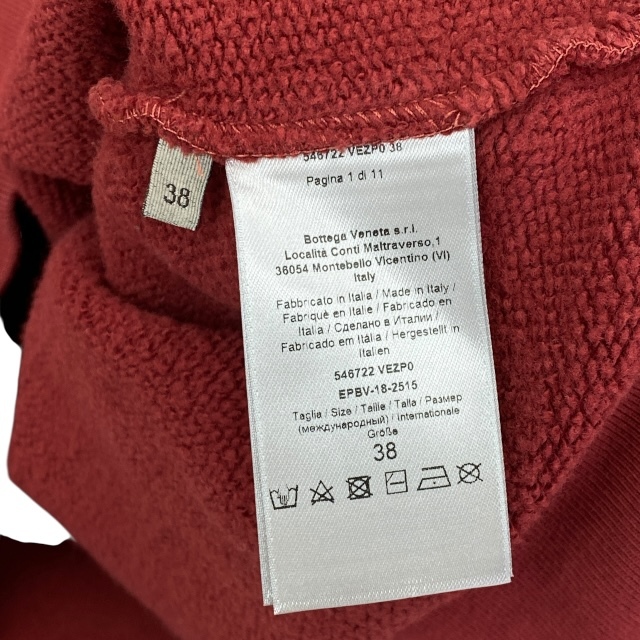 38
546722 VEZP0 38
Pagina 1 di 11
Bottega Veneta s.r.l.
Località Conti Maltraverso,1
36054 Montebello Vicentino (VI)
Italy
Fabbricato in Italia / Made in Italy /
Fabriqué en Italie / Fabricado en
Italia / Сделано в Италии /
Fabricado em Itália / Hergestellt in
Italien
546722 VEZP0
EPBV-18-2515
Taglia / Size / Taille / Talla / Размер
(международный) / Internationale
Größe
38